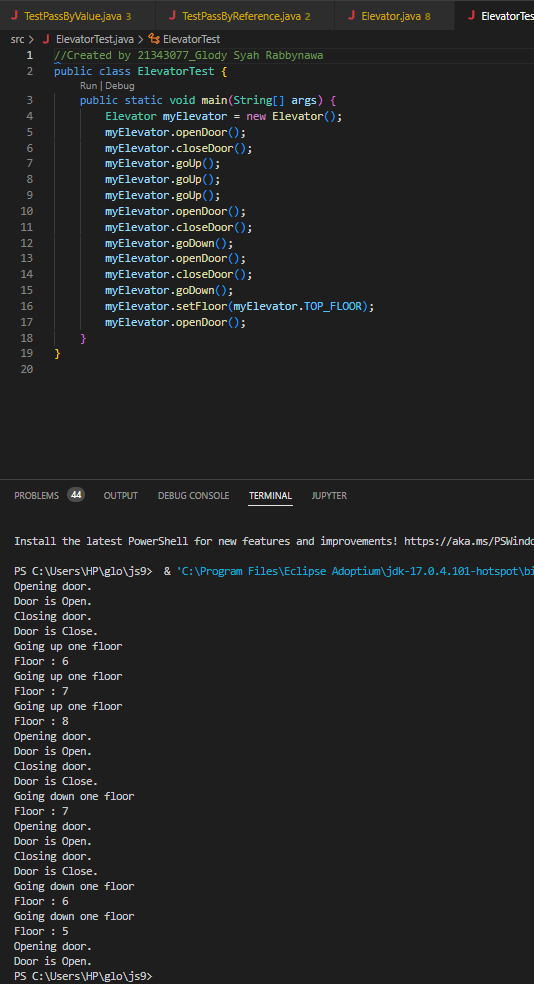 TestPassByValue.java 3 TestPassByReference.java 2 Elevator.java 8 ElevatorTes
src > ElevatorTest.java > ElevatorTest
1 //Created by 21343077_Glody Syah Rabbynawa
2 public class ElevatorTest {
Run | Debug
3 public static void main(String[] args) {
4 Elevator myElevator = new Elevator();
5 myElevator.openDoor();
6 myElevator.closeDoor();
7 myElevator.goUp();
8 myElevator.goUp();
9 myElevator.goUp();
10 myElevator.openDoor();
11 myElevator.closeDoor();
12 myElevator.goDown();
13 myElevator.openDoor();
14 myElevator.closeDoor();
15 myElevator.goDown();
16 myElevator.setFloor(myElevator.TOP_FLOOR);
17 myElevator.openDoor();
18 }
19 }
20
PROBLEMS 44 OUTPUT DEBUG CONSOLE TERMINAL JUPYTER
Install the latest PowerShell for new features and improvements! https://aka.ms/PSWindo
PS C:\Users\HP\glo\js9> & 'C:\Program Files\Eclipse Adoptium\jdk-17.0.4.101-hotspot\bi
Opening door.
Door is Open.
Closing door.
Door is Close.
Going up one floor
Floor : 6
Going up one floor
Floor : 7
Going up one floor
Floor : 8
Opening door.
Door is Open.
Closing door.
Door is Close.
Going down one floor
Floor : 7
Opening door.
Door is Open.
Closing door.
Door is Close.
Going down one floor
Floor : 6
Going down one floor
Floor : 5
Opening door.
Door is Open.
PS C:\Users\HP\glo\js9>